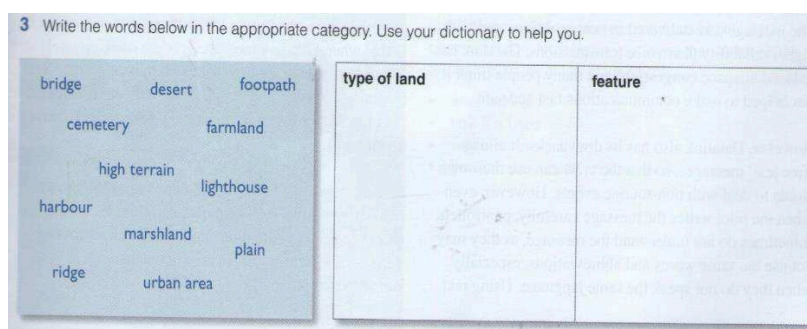 3 Write the words below in the appropriate category. Use your dictionary to help you.
bridge desert footpath
cemetery farmland
high terrain
lighthouse
harbour
marshland
plain
ridge
urban area
type of land
feature